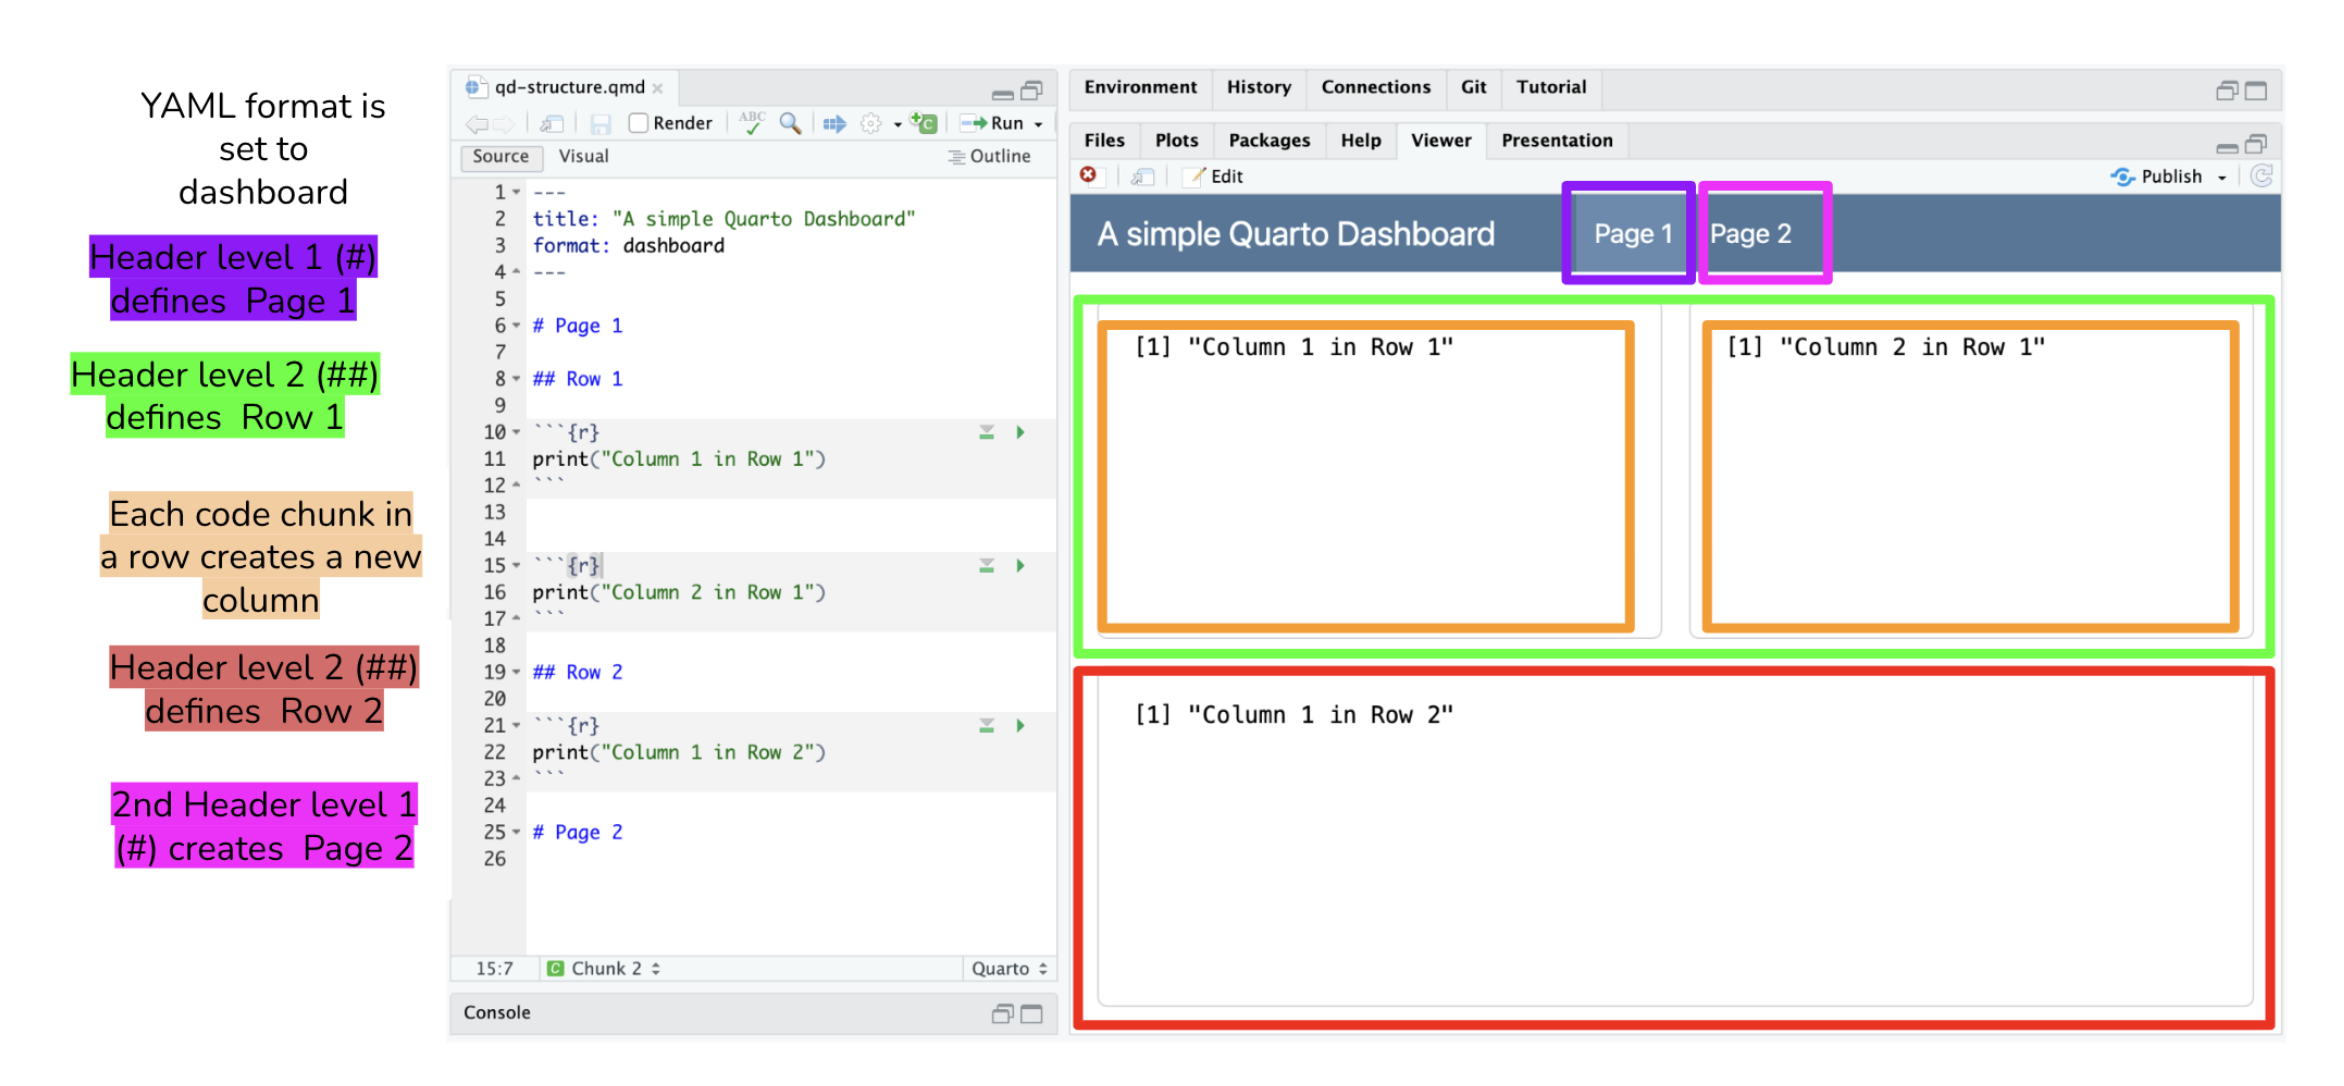 YAML format is
set to
dashboard
Header level 1 (#)
defines  Page 1
Header level 2 (##)
defines  Row 1
Each code chunk in
a row creates a new
column
Header level 2 (##)
defines  Row 2
2nd Header level 1
(#) creates  Page 2
qd-structure.qmd
Render ABC Run
Source Visual Outline
1 ---
2 title: "A simple Quarto Dashboard"
3 format: dashboard
4 ---
5
6 # Page 1
7
8 ## Row 1
9
10 ```{r}
11 print("Column 1 in Row 1")
12 ```
13
14
15 ```{r}
16 print("Column 2 in Row 1")
17 ```
18
19 ## Row 2
20
21 ```{r}
22 print("Column 1 in Row 2")
23 ```
24
25 # Page 2
26
15:7 C Chunk 2 Quarto
Console
Environment History Connections Git Tutorial
Files Plots Packages Help Viewer Presentation
Edit Publish
A simple Quarto Dashboard Page 1 Page 2
[1] "Column 1 in Row 1" [1] "Column 2 in Row 1"
[1] "Column 1 in Row 2"